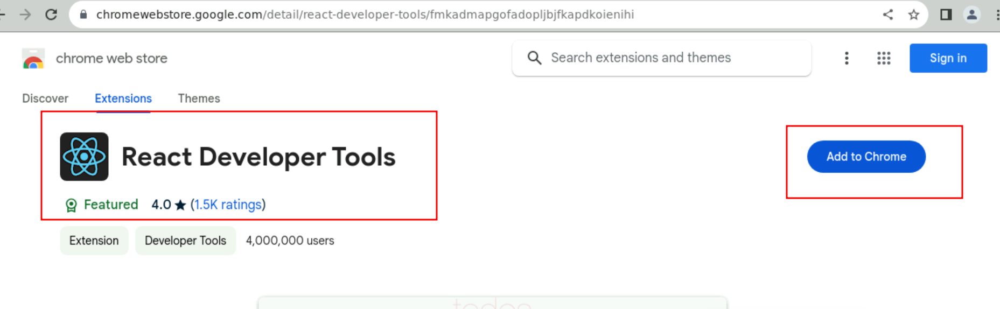 chromewebstore.google.com/detail/react-developer-tools/fmkadmapgofadopljbjfkapdkoienihi
chrome web store
Search extensions and themes
Sign in
Discover Extensions Themes
React Developer Tools
Add to Chrome
Featured 4.0 ★ (1.5K ratings)
Extension Developer Tools 4,000,000 users
todos